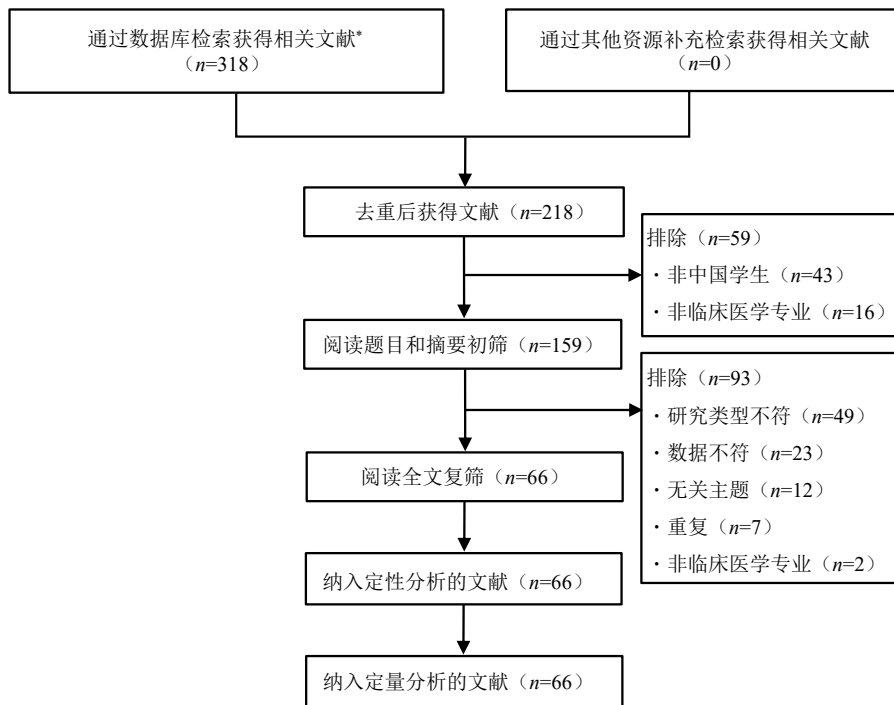 通过数据库检索获得相关文献*
（n=318）
通过其他资源补充检索获得相关文献
（n=0）
去重后获得文献（n=218）
排除（n=59）
·非中国学生（n=43）
·非临床医学专业（n=16）
阅读题目和摘要初筛（n=159）
排除（n=93）
·研究类型不符（n=49）
·数据不符（n=23）
·无关主题（n=12）
·重复（n=7）
·非临床医学专业（n=2）
阅读全文复筛（n=66）
纳入定性分析的文献（n=66）
纳入定量分析的文献（n=66）